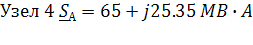 Узел 4 S_A = 65 + j25.35 МВ · А